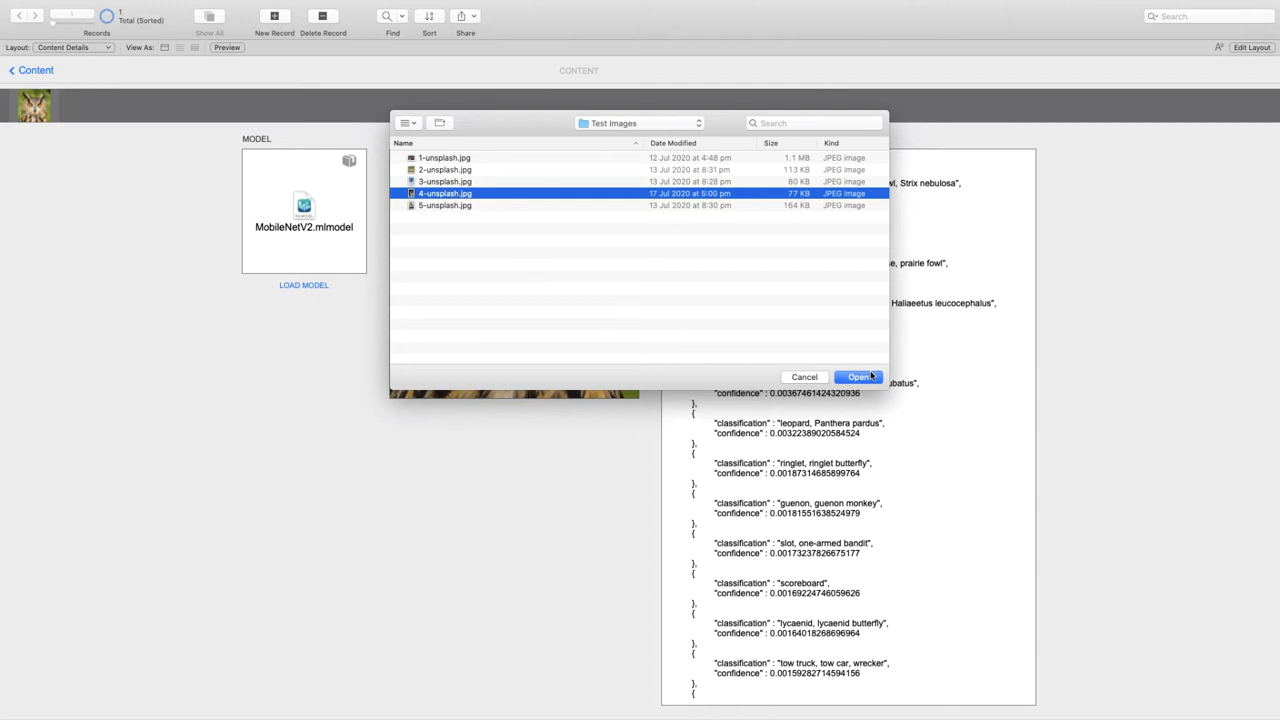 1
Total (Sorted)
Records
Show All
New Record
Delete Record
Find
Sort
Share
Search
Layout:
Content Details
View As:
Preview
Edit Layout
Content
CONTENT
MODEL
MobileNetV2.mlmodel
LOAD MODEL
Test Images
Search
Name
Date Modified
Size
Kind
1-unsplash.jpg
12 Jul 2020 at 4:48 pm
1.1 MB
JPEG image
2-unsplash.jpg
13 Jul 2020 at 8:31 pm
113 KB
JPEG image
3-unsplash.jpg
13 Jul 2020 at 8:28 pm
80 KB
JPEG image
4-unsplash.jpg
17 Jul 2020 at 5:00 pm
77 KB
JPEG image
5-unsplash.jpg
13 Jul 2020 at 8:30 pm
164 KB
JPEG image
Cancel
Open
l, Strix nebulosa",
e, prairie fowl",
Haliaeetus leucocephalus",
ubatus",
"confidence" : 0.00367461424320936
},
{
"classification" : "leopard, Panthera pardus",
"confidence" : 0.00322389020584524
},
{
"classification" : "ringlet, ringlet butterfly",
"confidence" : 0.00187314685899764
},
{
"classification" : "guenon, guenon monkey",
"confidence" : 0.00181551638524979
},
{
"classification" : "slot, one-armed bandit",
"confidence" : 0.00173237826675177
},
{
"classification" : "scoreboard",
"confidence" : 0.00169224746059626
},
{
"classification" : "lycaenid, lycaenid butterfly",
"confidence" : 0.00164018268696964
},
{
"classification" : "tow truck, tow car, wrecker",
"confidence" : 0.00159282714594156
},
{